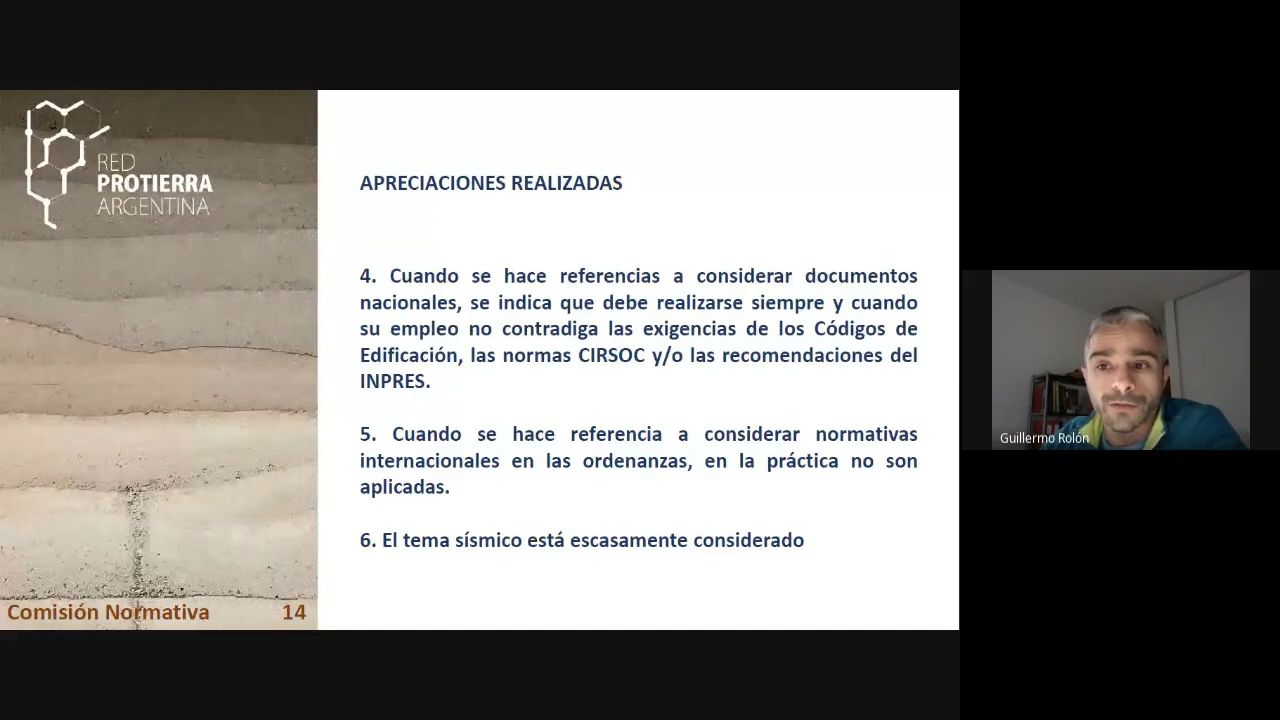 RED
PROTIERRA
ARGENTINA
APRECIACIONES REALIZADAS
4. Cuando se hace referencias a considerar documentos
nacionales, se indica que debe realizarse siempre y cuando
su empleo no contradiga las exigencias de los Códigos de
Edificación, las normas CIRSOC y/o las recomendaciones del
INPRES.
5. Cuando se hace referencia a considerar normativas
internacionales en las ordenanzas, en la práctica no son
aplicadas.
6. El tema sísmico está escasamente considerado
Comisión Normativa 14
Guillermo Rolón